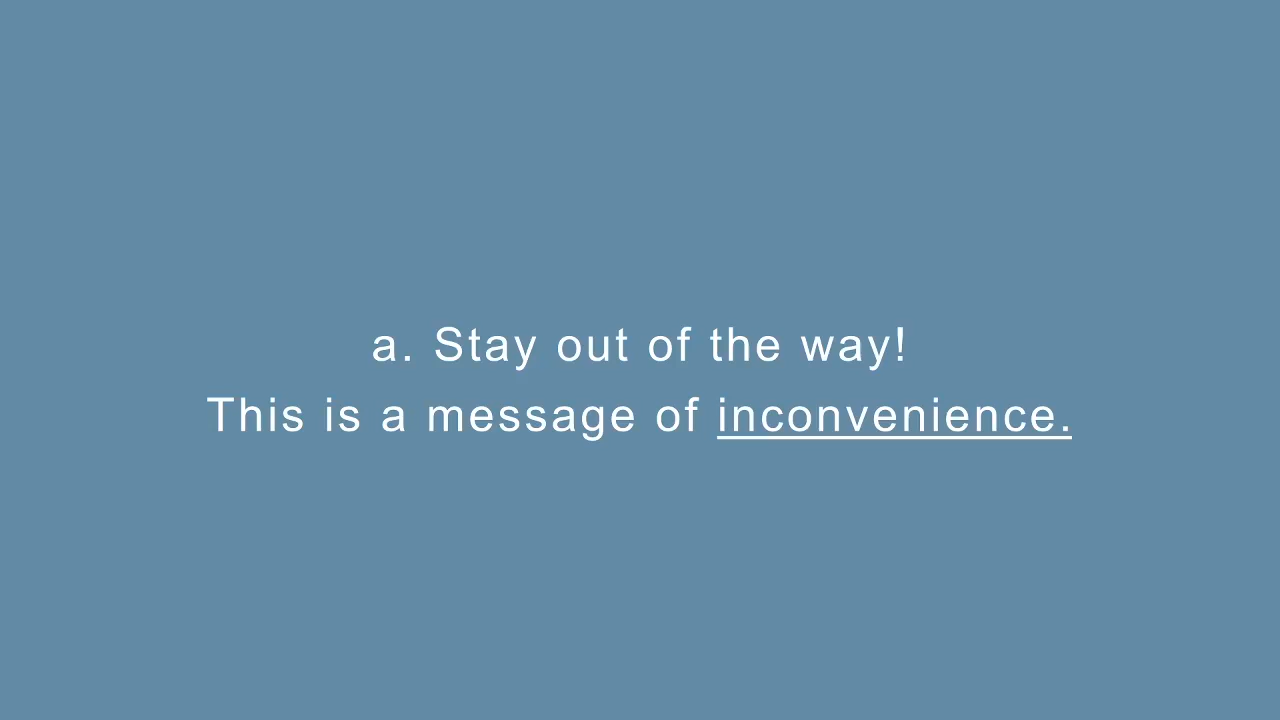 a. Stay out of the way!
This is a message of inconvenience.